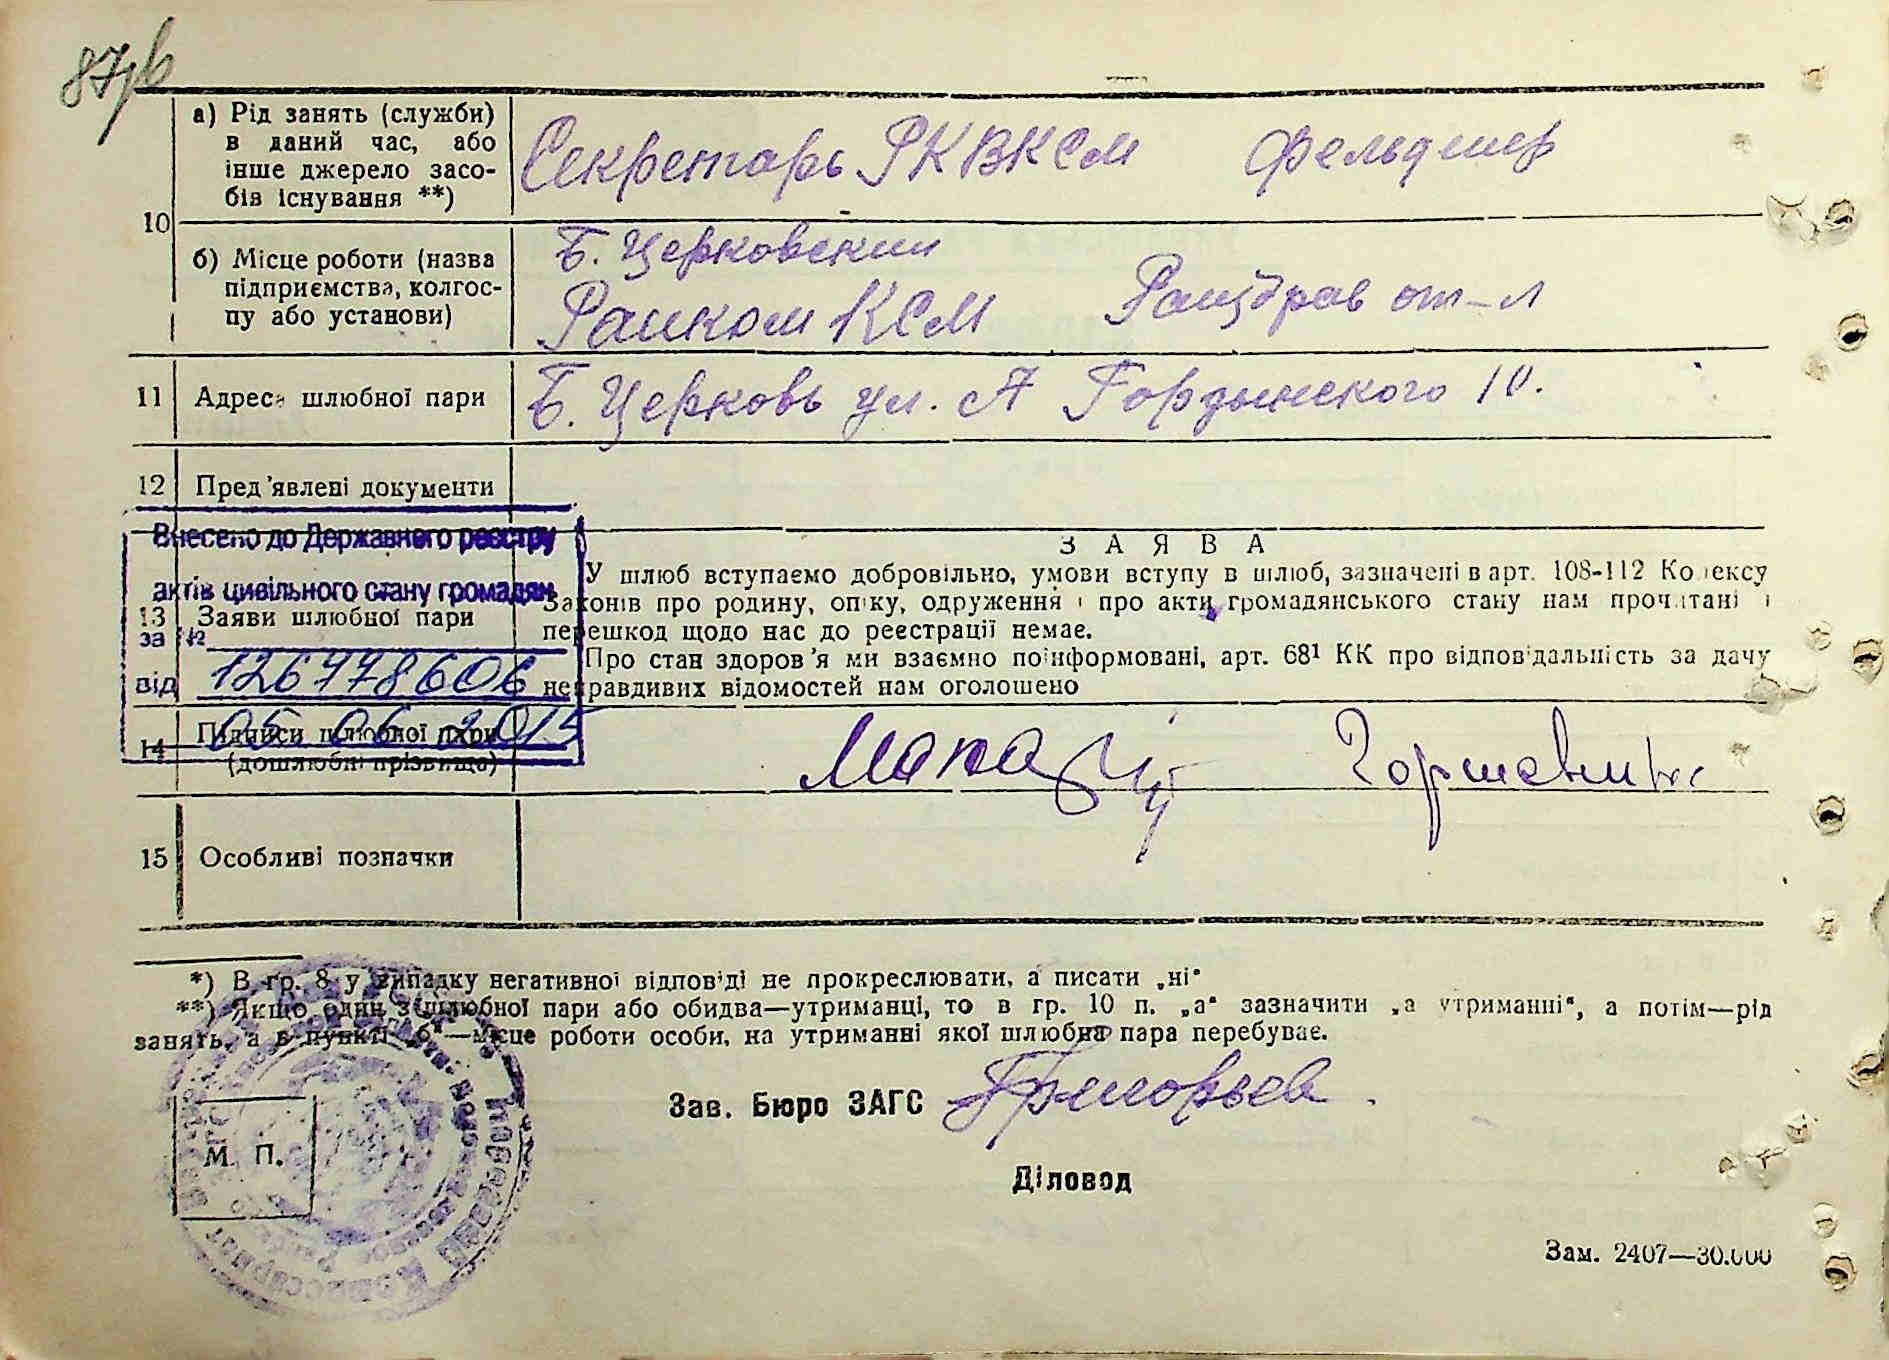 а) Рід занять (служби)
в даний час, або
інше джерело засо-
бів існування **)
Секретарь РКВКСМ Фельдшер
10
б) Місце роботи (назва
підприємства, колгос-
пу або установи)
Б. Церковский
Райком КСМ Райздрав от-л
11 Адреса шлюбної пари
Б. Церковь ул. А Гордынского 10.
12 Пред'явлені документи
Внесено до Державного реєстру
актів цивільного стану громадян
за №
126778606
від 05 06 2015
13 Заяви шлюбної пари
ЗАЯВА
У шлюб вступаємо добровільно, умови вступу в шлюб, зазначені в арт. 108-112 Кодексу
Законів про родину, опіку, одруження і про акти громадянського стану нам прочитані і
перешкод щодо нас до реєстрації немає.
Про стан здоров'я ми взаємно поінформовані, арт. 68¹ КК про відповідальність за дачу
неправдивих відомостей нам оголошено
14 Підписи шлюбної пари
(дошлюбні прізвища)
15 Особливі позначки
*) В гр. 8 у випадку негативної відповіді не прокреслювати, а писати „ні“
**) Якщо один з шлюбної пари або обидва—утриманці, то в гр. 10 п. „а“ зазначити „а утриманні“, а потім—рід
занять, а в пункті „б“—місце роботи особи, на утриманні якої шлюбна пара перебуває.
Зав. Бюро ЗАГС Григорьев.
М. П.
Діловод
Зам. 2407—30.000